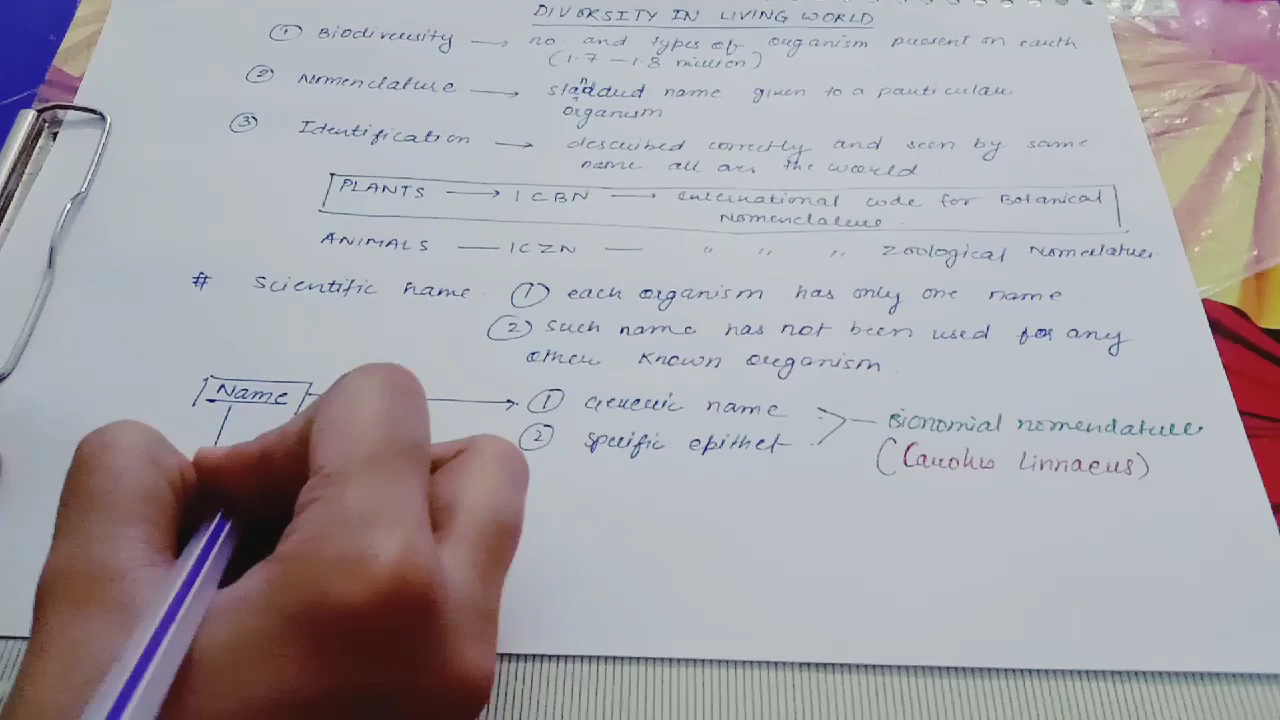 DIVERSITY IN LIVING WORLD
① Biodiversity → no. and types of organism present on earth
(1.7 – 1.8 million)
② Nomenclature → standard name given to a particular
organism
③ Identification → described correctly and seen by same
name all over the world
PLANTS → ICBN → International code for Botanical
Nomenclature
ANIMALS — ICZN — " " " Zoological Nomenclature
# Scientific name ① each organism has only one name
② such name has not been used for any
other known organism
Name → ① Generic name
② specific epithet
Bionomial nomenclature
(Carolus Linnaeus)